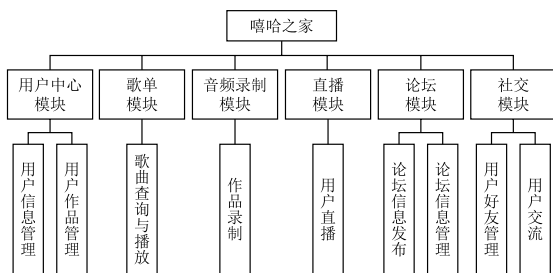 嘻哈之家
用户中心
模块
歌单
模块
音频录制
模块
直播
模块
论坛
模块
社交
模块
用户信息管理
用户作品管理
歌曲查询与播放
作品录制
用户直播
论坛信息发布
论坛信息管理
用户好友管理
用户交流